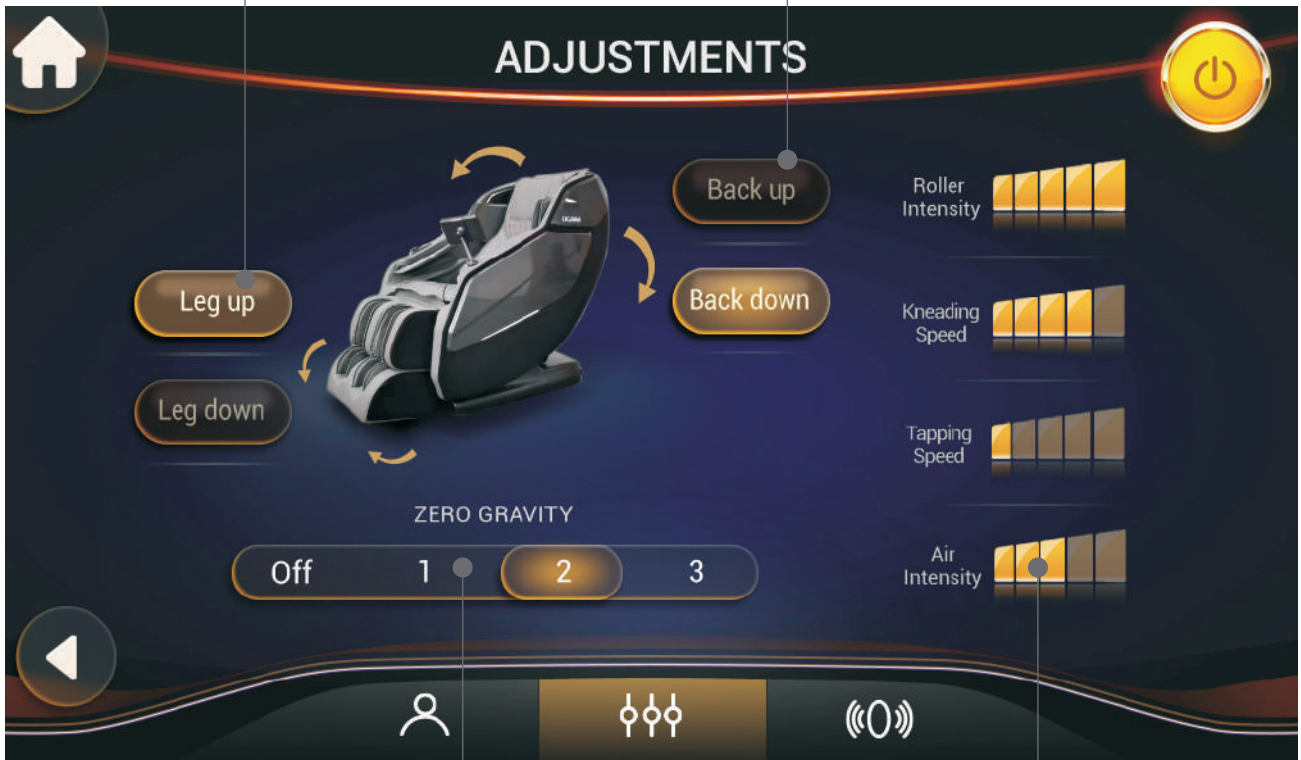 ADJUSTMENTS
Back up
Roller
Intensity
Leg up
Back down
Kneading
Speed
Leg down
Tapping
Speed
ZERO GRAVITY
Off 1 2 3
Air
Intensity